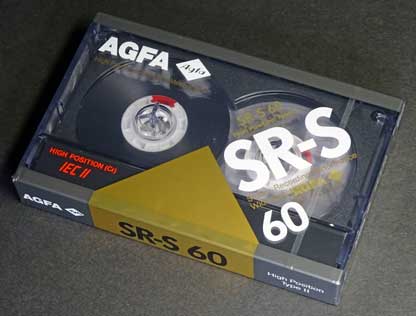 AGFA
Agfa
SR-S
60
HIGH POSITION (Cr)
IEC II
AGFA
SR-S 60
High Position
Type II